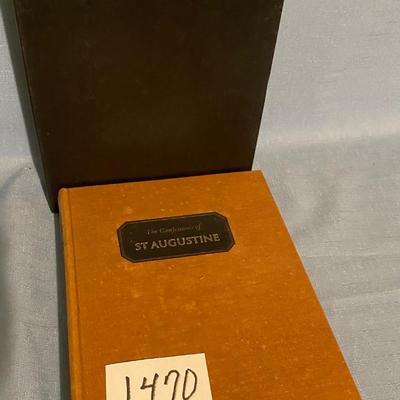 The Confessions of
ST AUGUSTINE
1470